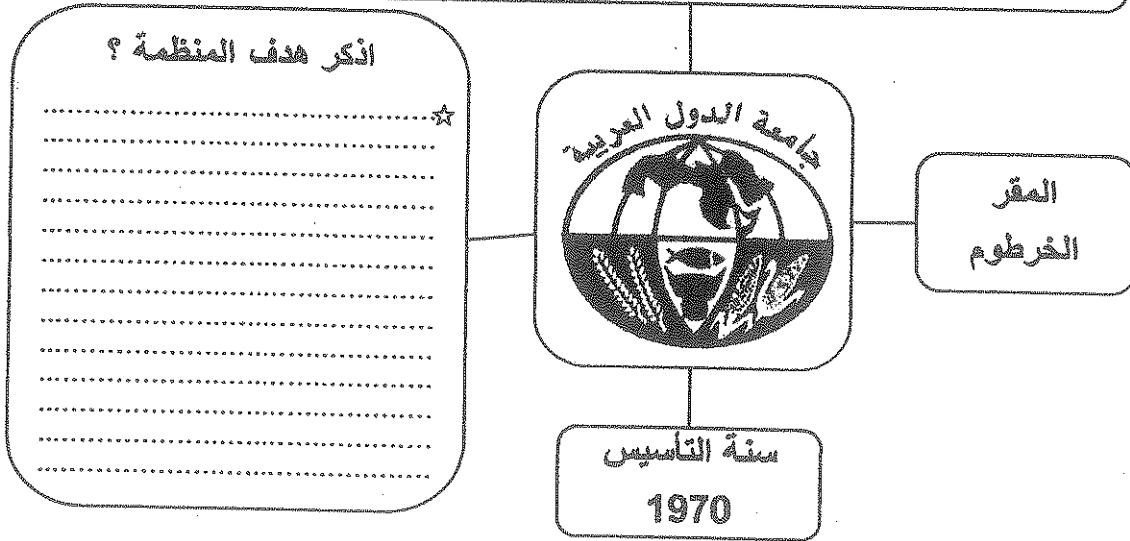 اذكر هدف المنظمة ؟
جامعة الدول العربية
المقر
الخرطوم
سنة التأسيس
1970